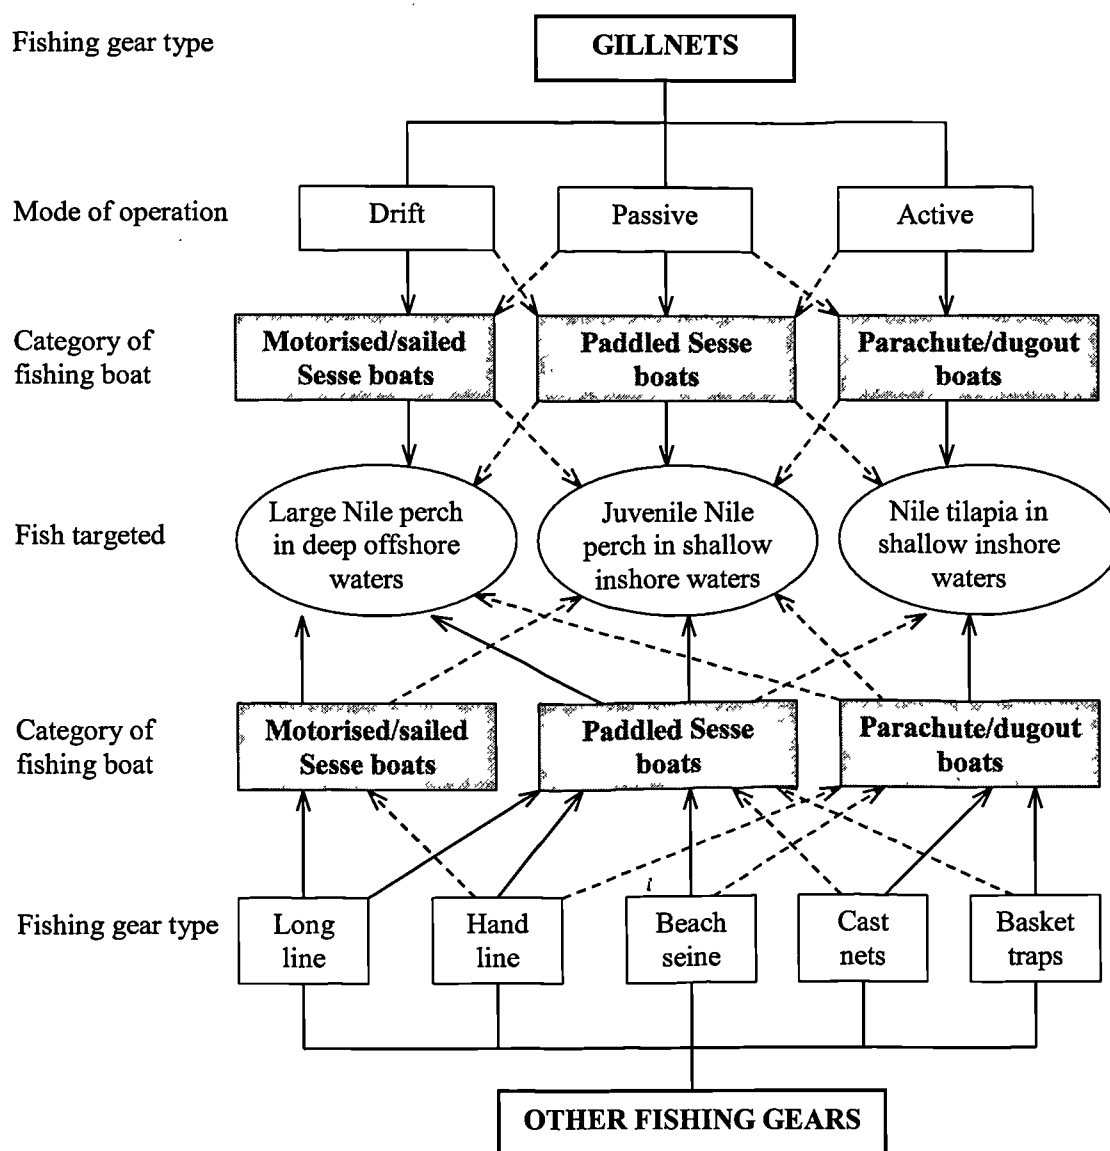 Fishing gear type
GILLNETS
Mode of operation
Drift
Passive
Active
Category of
fishing boat
Motorised/sailed
Sesse boats
Paddled Sesse
boats
Parachute/dugout
boats
Fish targeted
Large Nile perch
in deep offshore
waters
Juvenile Nile
perch in shallow
inshore waters
Nile tilapia in
shallow inshore
waters
Category of
fishing boat
Motorised/sailed
Sesse boats
Paddled Sesse
boats
Parachute/dugout
boats
Fishing gear type
Long
line
Hand
line
Beach
seine
Cast
nets
Basket
traps
OTHER FISHING GEARS